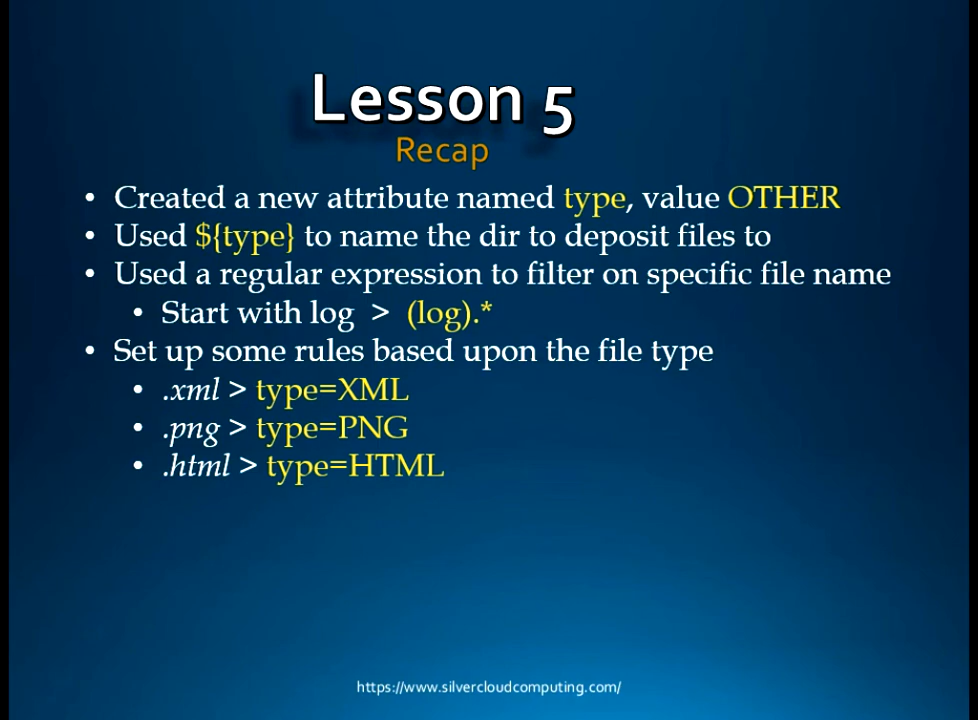 Lesson 5
Recap
• Created a new attribute named type, value OTHER
• Used ${type} to name the dir to deposit files to
• Used a regular expression to filter on specific file name
• Start with log > (log).*
• Set up some rules based upon the file type
• .xml > type=XML
• .png > type=PNG
• .html > type=HTML
https://www.silvercloudcomputing.com/